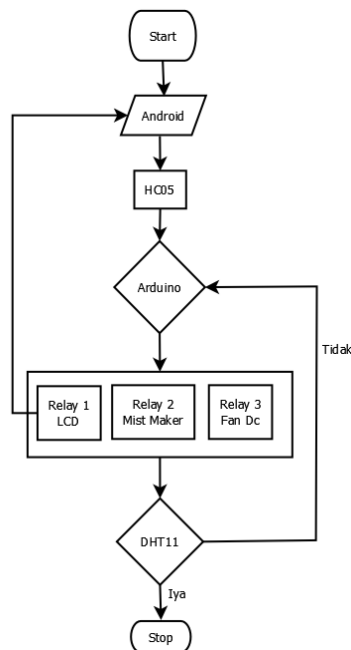 Start
Android
HC05
Arduino
Tidak
Relay 1
LCD
Relay 2
Mist Maker
Relay 3
Fan Dc
DHT11
Iya
Stop